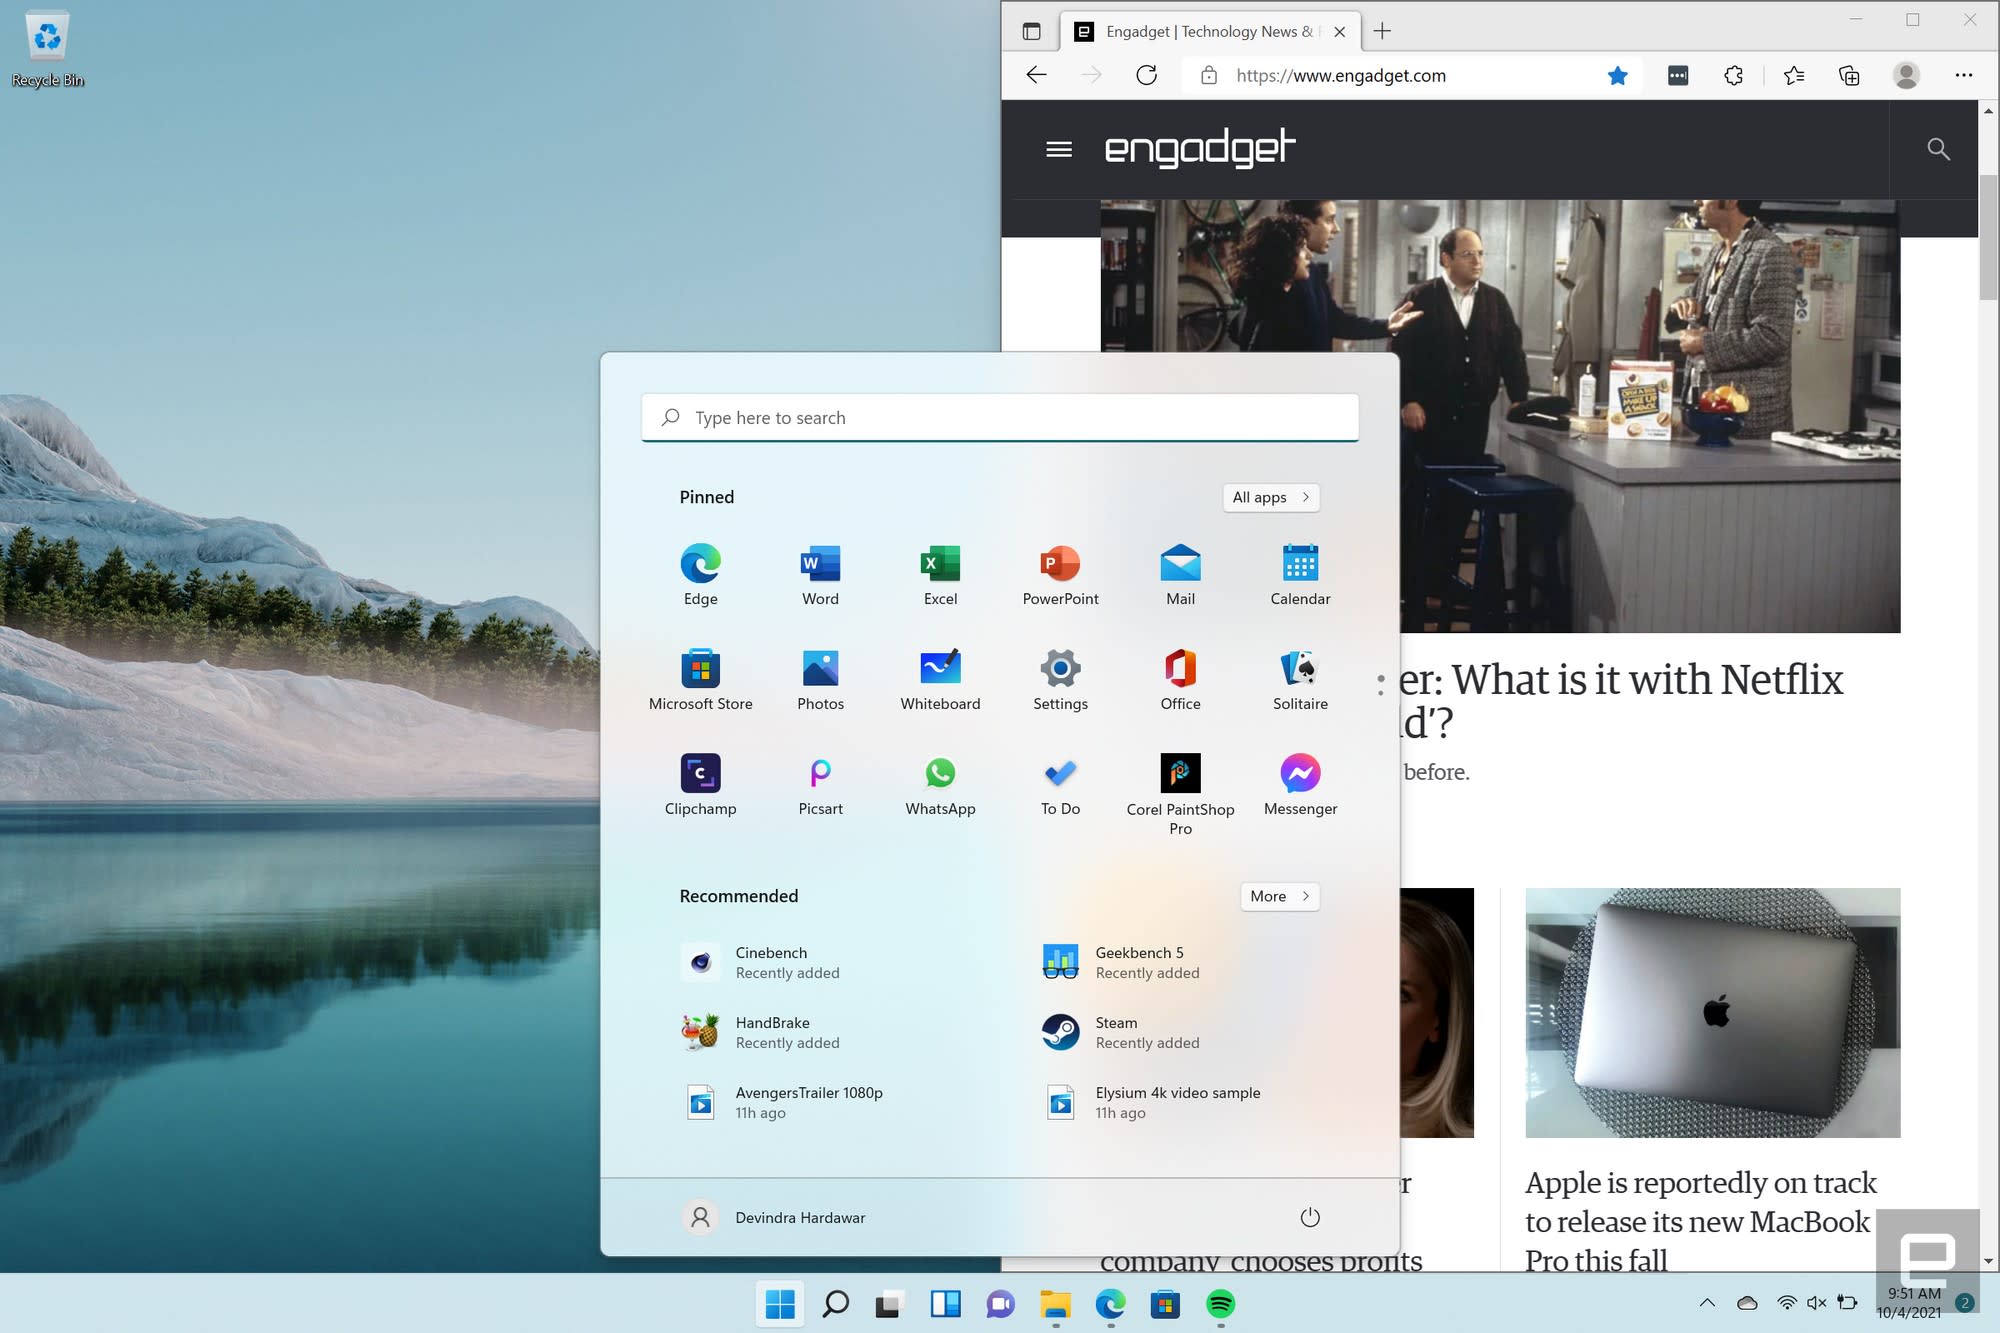 Recycle Bin
Engadget | Technology News &
https://www.engadget.com
engadget
Type here to search
Pinned
All apps
Edge
Word
Excel
PowerPoint
Mail
Calendar
Microsoft Store
Photos
Whiteboard
Settings
Office
Solitaire
Clipchamp
Picsart
WhatsApp
To Do
Corel PaintShop
Pro
Messenger
Recommended
More
Cinebench
Recently added
Geekbench 5
Recently added
HandBrake
Recently added
Steam
Recently added
AvengersTrailer 1080p
11h ago
Elysium 4k video sample
11h ago
Devindra Hardawar
er: What is it with Netflix
ld'?
before.
company 'chooses profits
Apple is reportedly on track
to release its new MacBook
Pro this fall
9:51 AM
10/4/2021
2